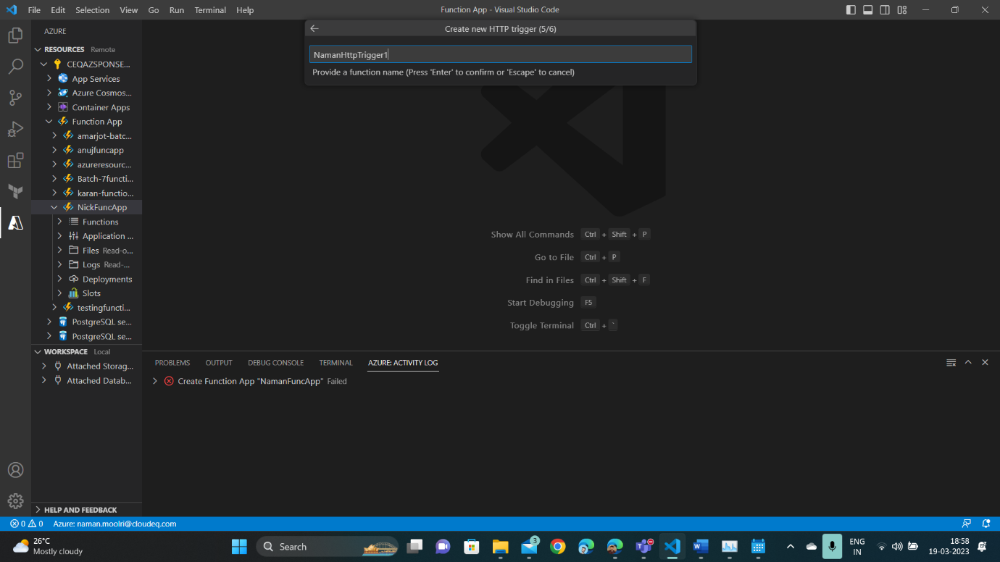 File Edit Selection View Go Run Terminal Help
Function App - Visual Studio Code
Create new HTTP trigger (5/6)
NamanHttpTrigger1
Provide a function name (Press 'Enter' to confirm or 'Escape' to cancel)
AZURE
RESOURCES Remote
CEQAZSPONSE...
App Services
Azure Cosmos...
Container Apps
Function App
amarjot-batc...
anujfuncapp
azureresourc...
Batch-7functi...
karan-functio...
NickFuncApp
Functions
Application ...
Files Read-o...
Logs Read-...
Deployments
Slots
testingfuncti...
PostgreSQL se...
PostgreSQL se...
WORKSPACE Local
Attached Storag...
Attached Datab...
HELP AND FEEDBACK
Show All Commands Ctrl + Shift + P
Go to File Ctrl + P
Find in Files Ctrl + Shift + F
Start Debugging F5
Toggle Terminal Ctrl + `
PROBLEMS OUTPUT DEBUG CONSOLE TERMINAL AZURE: ACTIVITY LOG
Create Function App "NamanFuncApp" Failed
0 0 Azure: naman.moolri@cloudeq.com
26°C
Mostly cloudy
Search
3
ENG
IN
18:58
19-03-2023